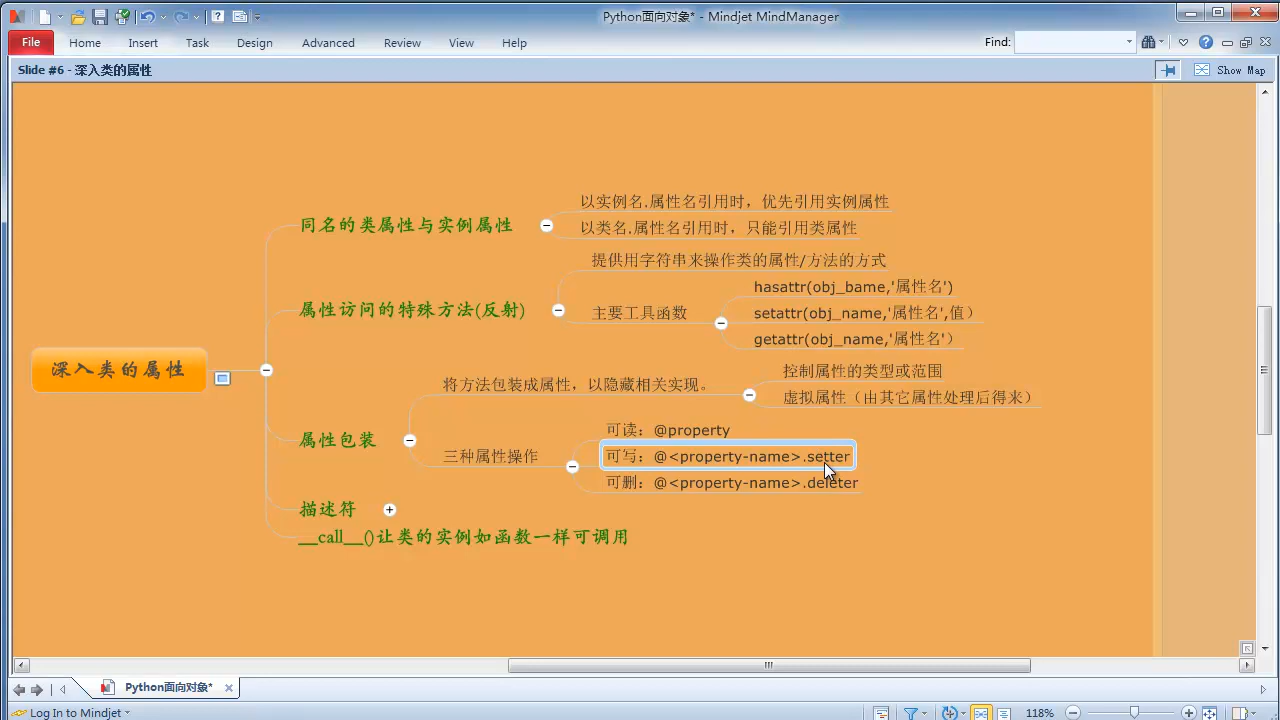 Python面向对象* - Mindjet MindManager
File Home Insert Task Design Advanced Review View Help Find:
Slide #6 - 深入类的属性 Show Map
以实例名.属性名引用时，优先引用实例属性
同名的类属性与实例属性
以类名.属性名引用时，只能引用类属性
提供用字符串来操作类的属性/方法的方式
hasattr(obj_bame,'属性名')
属性访问的特殊方法(反射)
主要工具函数
setattr(obj_name,'属性名',值）
getattr(obj_name,'属性名'）
深入类的属性
控制属性的类型或范围
将方法包装成属性，以隐藏相关实现。
虚拟属性（由其它属性处理后得来）
可读：@property
属性包装
三种属性操作
可写：@<property-name>.setter
可删：@<property-name>.deleter
描述符
__call__()让类的实例如函数一样可调用
Python面向对象*
Log In to Mindjet 118%